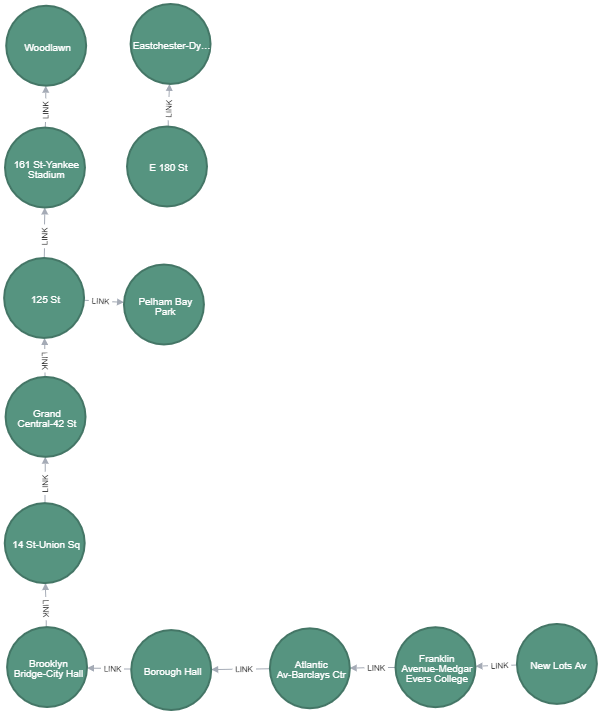 Woodlawn
Eastchester-Dy...
LINK
LINK
161 St-Yankee
Stadium
E 180 St
LINK
125 St
LINK
Pelham Bay
Park
LINK
Grand
Central-42 St
LINK
14 St-Union Sq
LINK
Brooklyn
Bridge-City Hall
LINK
Borough Hall
LINK
Atlantic
Av-Barclays Ctr
LINK
Franklin
Avenue-Medgar
Evers College
LINK
New Lots Av